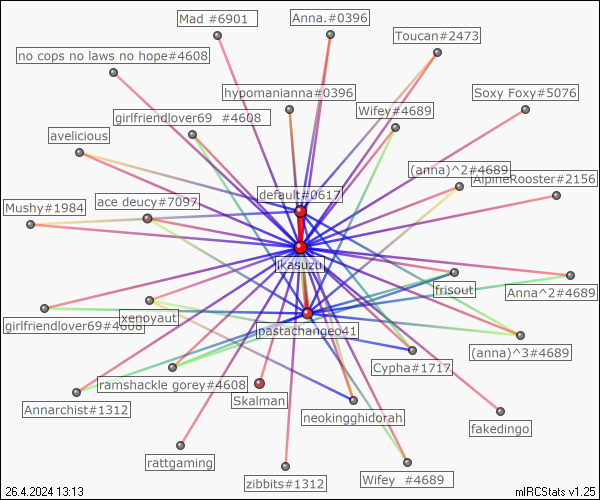 Mad #6901
Anna.#0396
Toucan#2473
no cops no laws no hope#4608
hypomanianna#0396
Soxy Foxy#5076
girlfriendlover69 #4608
Wifey#4689
avelicious
(anna)^2#4689
AlpineRooster#2156
default#0617
Mushy#1984
ace deucy#7097
ikasuzu
frisout
Anna^2#4689
xenoyaut
girlfriendlover69#4608
pastachangeo41
(anna)^3#4689
Cypha#1717
ranshackle gorey#4608
Skalman
Annarchist#1312
neokingghidorah
fakedingo
rattgaming
zibbits#1312
Wifey #4689
26.4.2024 13:13
mIRCStats v1.25